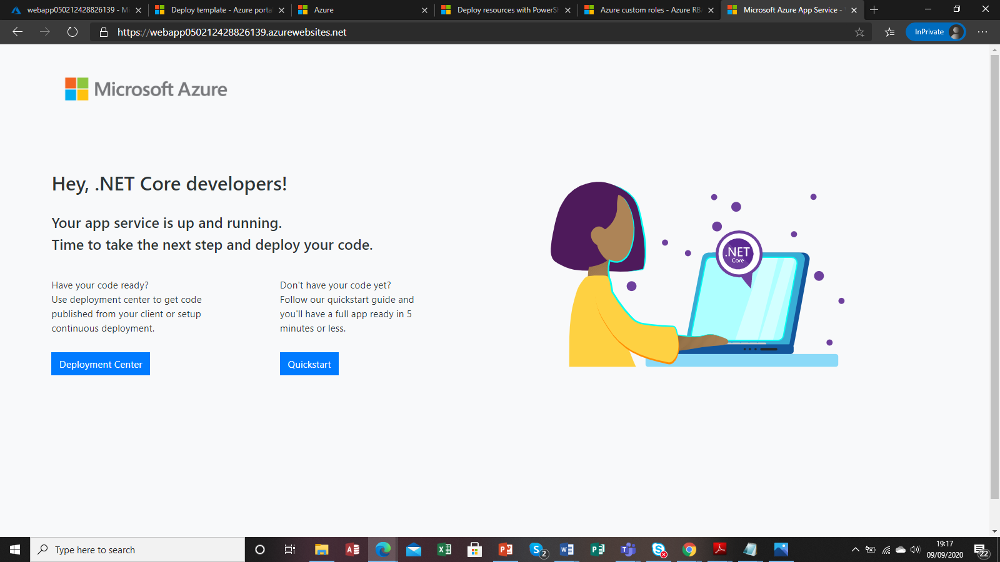 webapp050212428826139 - Mi
Deploy template - Azure porta
Azure
Deploy resources with PowerSh
Azure custom roles - Azure RBA
Microsoft Azure App Service -
https://webapp050212428826139.azurewebsites.net
InPrivate
Microsoft Azure
Hey, .NET Core developers!
Your app service is up and running.
Time to take the next step and deploy your code.
Have your code ready?
Use deployment center to get code
published from your client or setup
continuous deployment.
Deployment Center
Don't have your code yet?
Follow our quickstart guide and
you'll have a full app ready in 5
minutes or less.
Quickstart
.NET
Core
Type here to search
2
19:17
09/09/2020
22